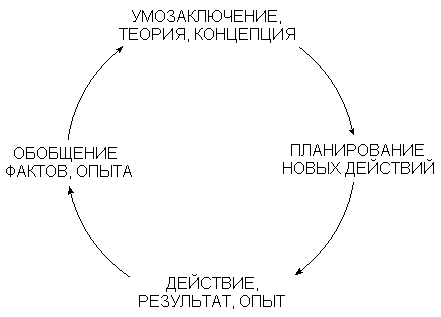 УМОЗАКЛЮЧЕНИЕ,
ТЕОРИЯ, КОНЦЕПЦИЯ
ПЛАНИРОВАНИЕ
НОВЫХ ДЕЙСТВИЙ
ДЕЙСТВИЕ,
РЕЗУЛЬТАТ, ОПЫТ
ОБОБЩЕНИЕ
ФАКТОВ, ОПЫТА